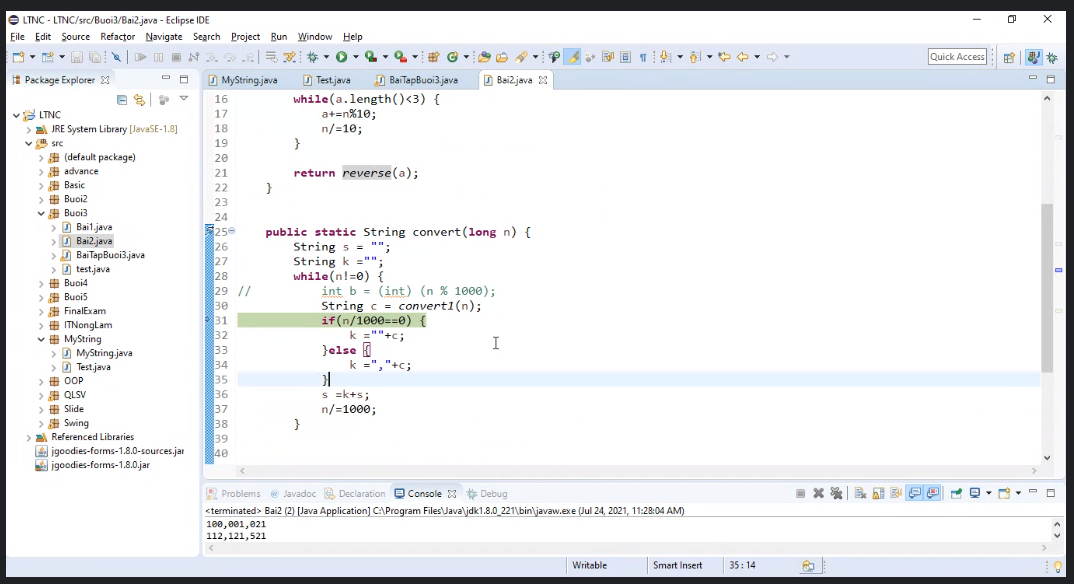 LTNC - LTNC/src/Buoi3/Bai2.java - Eclipse IDE
File Edit Source Refactor Navigate Search Project Run Window Help
Quick Access
Package Explorer
MyString.java Test.java BaiTapBuoi3.java Bai2.java
LTNC
JRE System Library [JavaSE-1.8]
src
(default package)
advance
Basic
Buoi2
Buoi3
Bai1.java
Bai2.java
BaiTapBuoi3.java
test.java
Buoi4
Buoi5
FinalExam
ITNongLam
MyString
MyString.java
Test.java
OOP
QLSV
Slide
Swing
Referenced Libraries
jgoodies-forms-1.8.0-sources.jar
jgoodies-forms-1.8.0.jar
16 while(a.length()<3) {
17 a+=n%10;
18 n/=10;
19 }
20
21 return reverse(a);
22 }
23
24
25 public static String convert(long n) {
26 String s = "";
27 String k ="";
28 while(n!=0) {
29 // int b = (int) (n % 1000);
30 String c = convert1(n);
31 if(n/1000==0) {
32 k =""+c;
33 }else {
34 k =","+c;
35 }
36 s =k+s;
37 n/=1000;
38 }
39
40
Problems Javadoc Declaration Console Debug
<terminated> Bai2 (2) [Java Application] C:\Program Files\Java\jdk1.8.0_221\bin\javaw.exe (Jul 24, 2021, 11:28:04 AM)
100,001,021
112,121,521
Writable Smart Insert 35 : 14